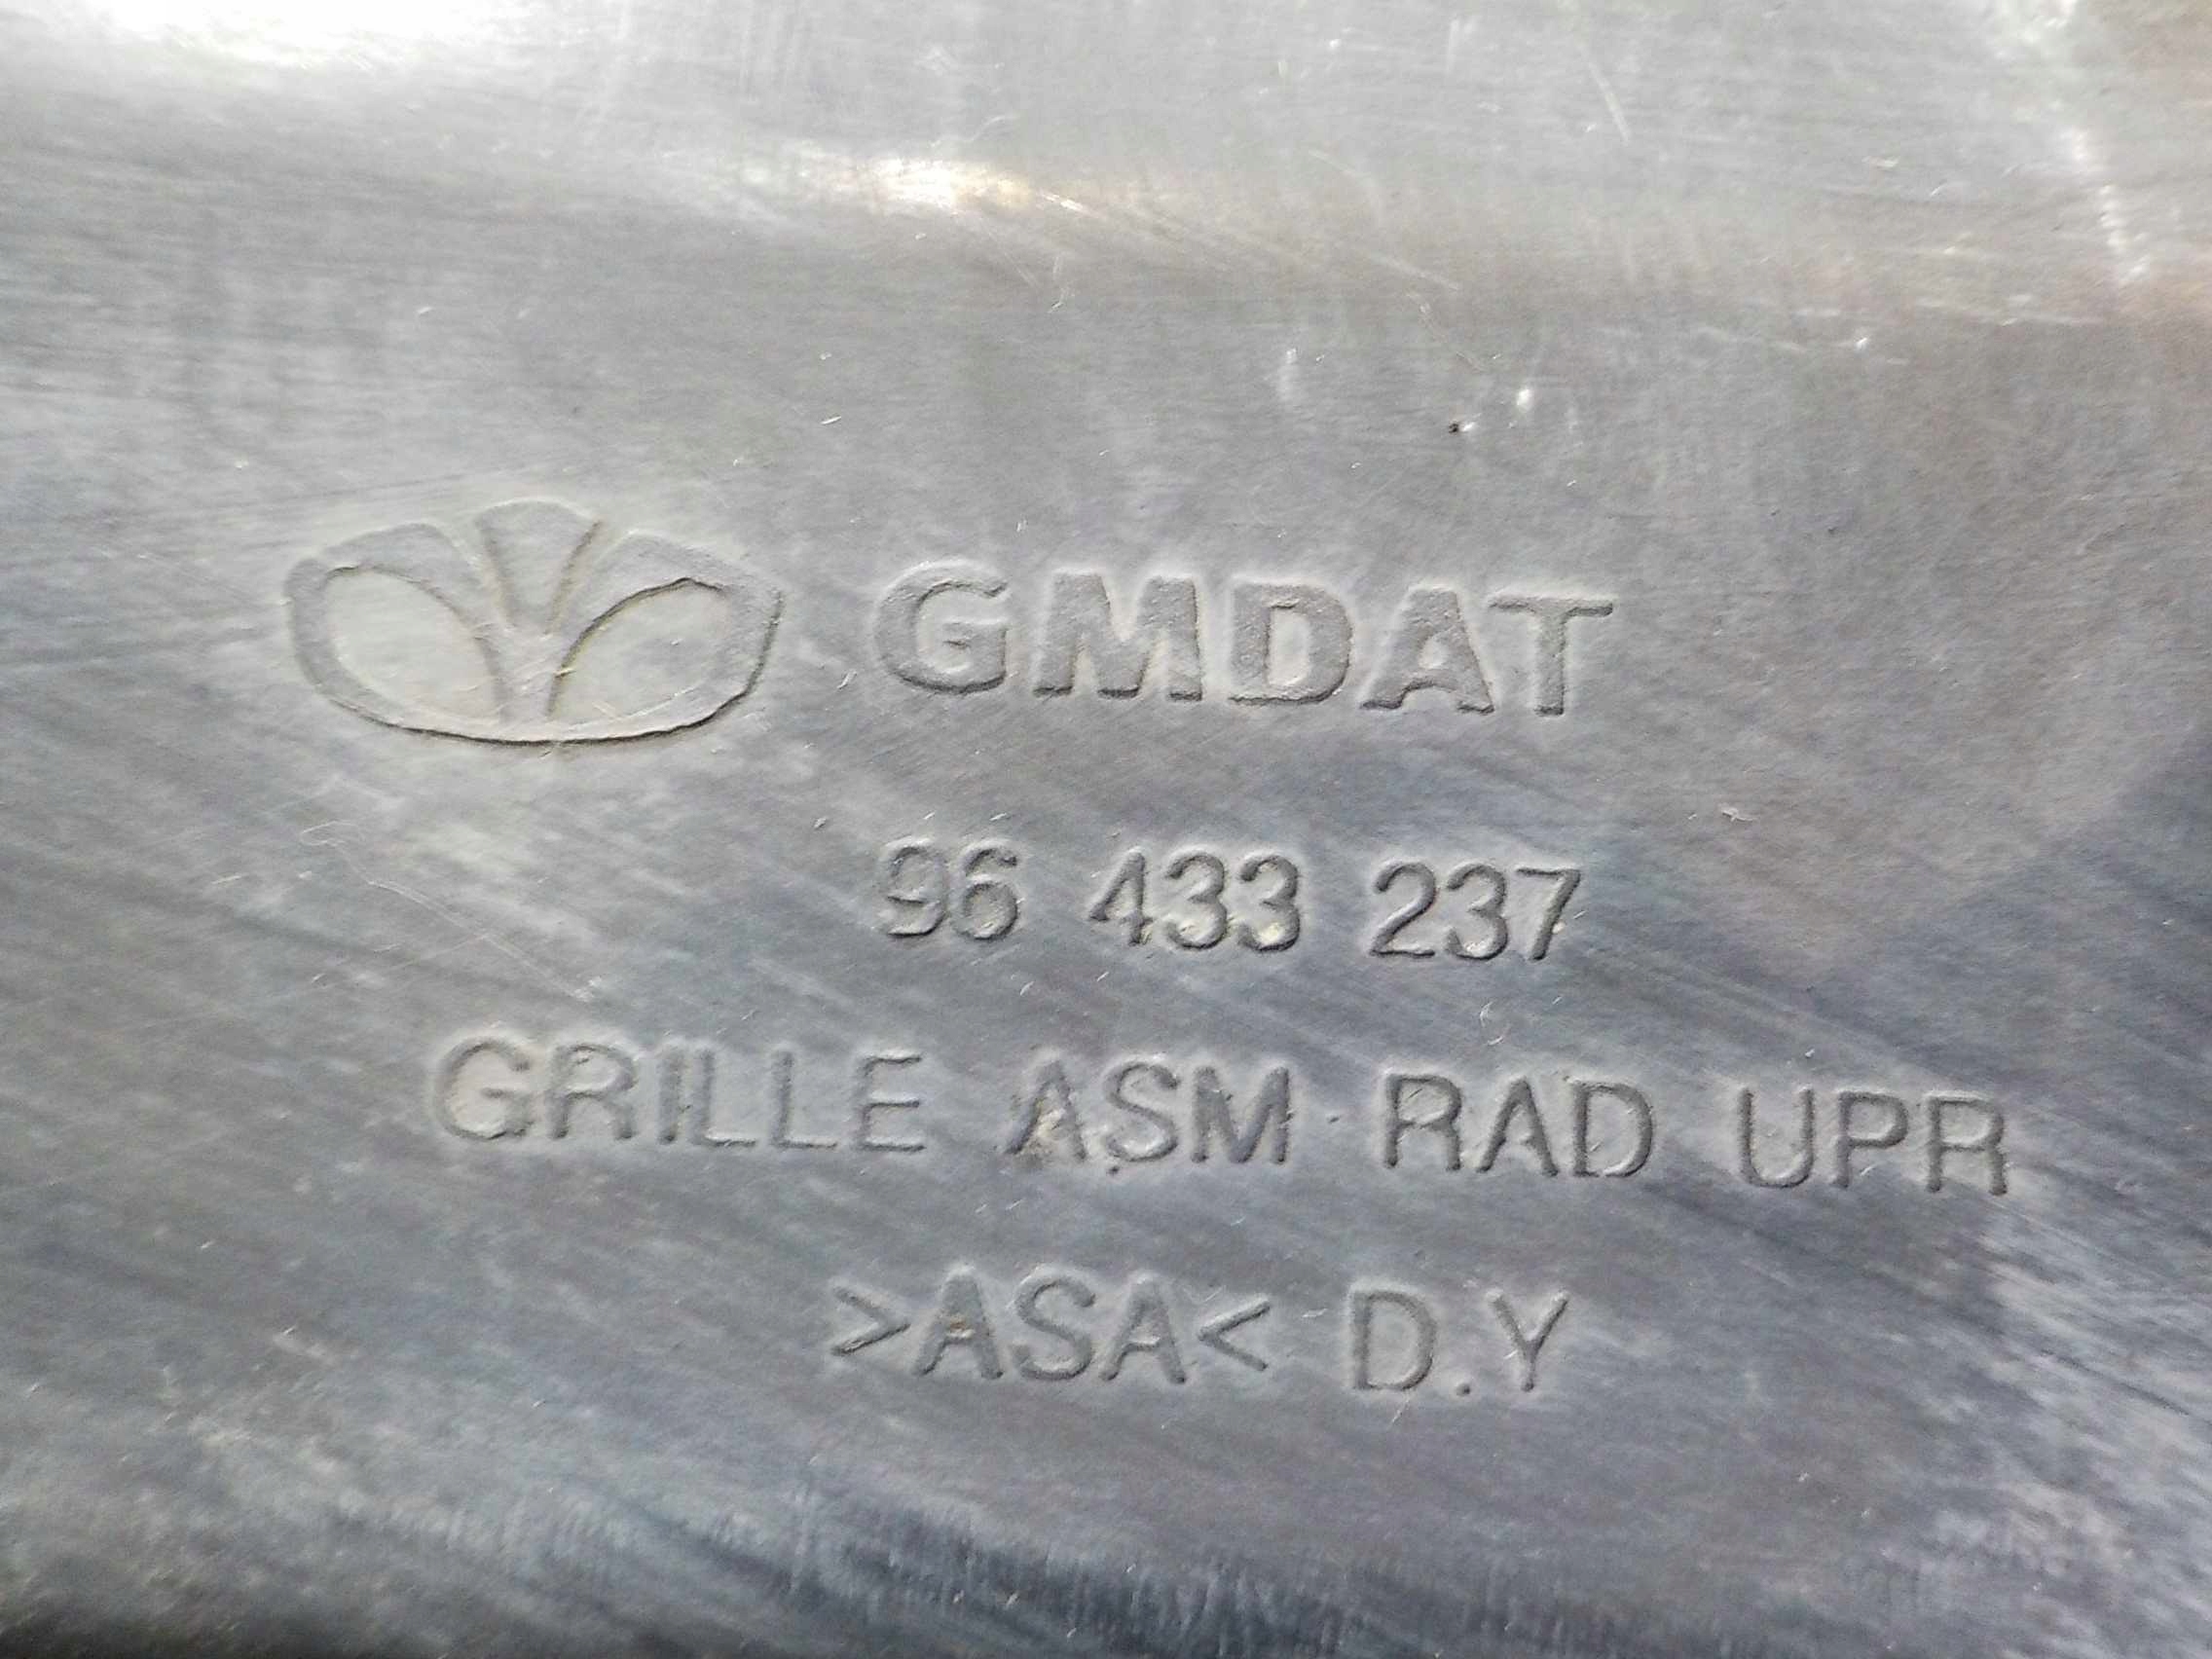 GMDAT
96 433 237
GRILLE ASM RAD UPR
>ASA< D.Y